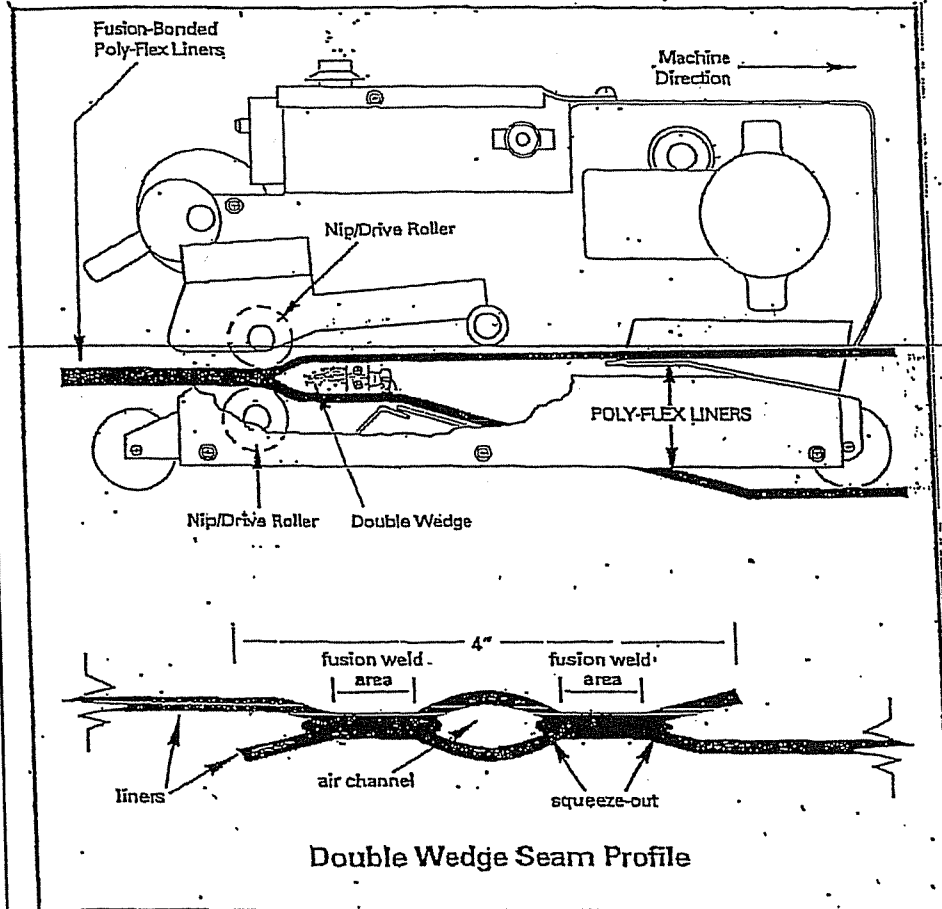 Fusion-Bonded
Poly-Flex Liners
Machine
Direction
Nip/Drive Roller
POLY-FLEX LINERS
Nip/Drive Roller
Double Wedge
4"
fusion weld
area
fusion weld
area
liners
air channel
squeeze-out
Double Wedge Seam Profile